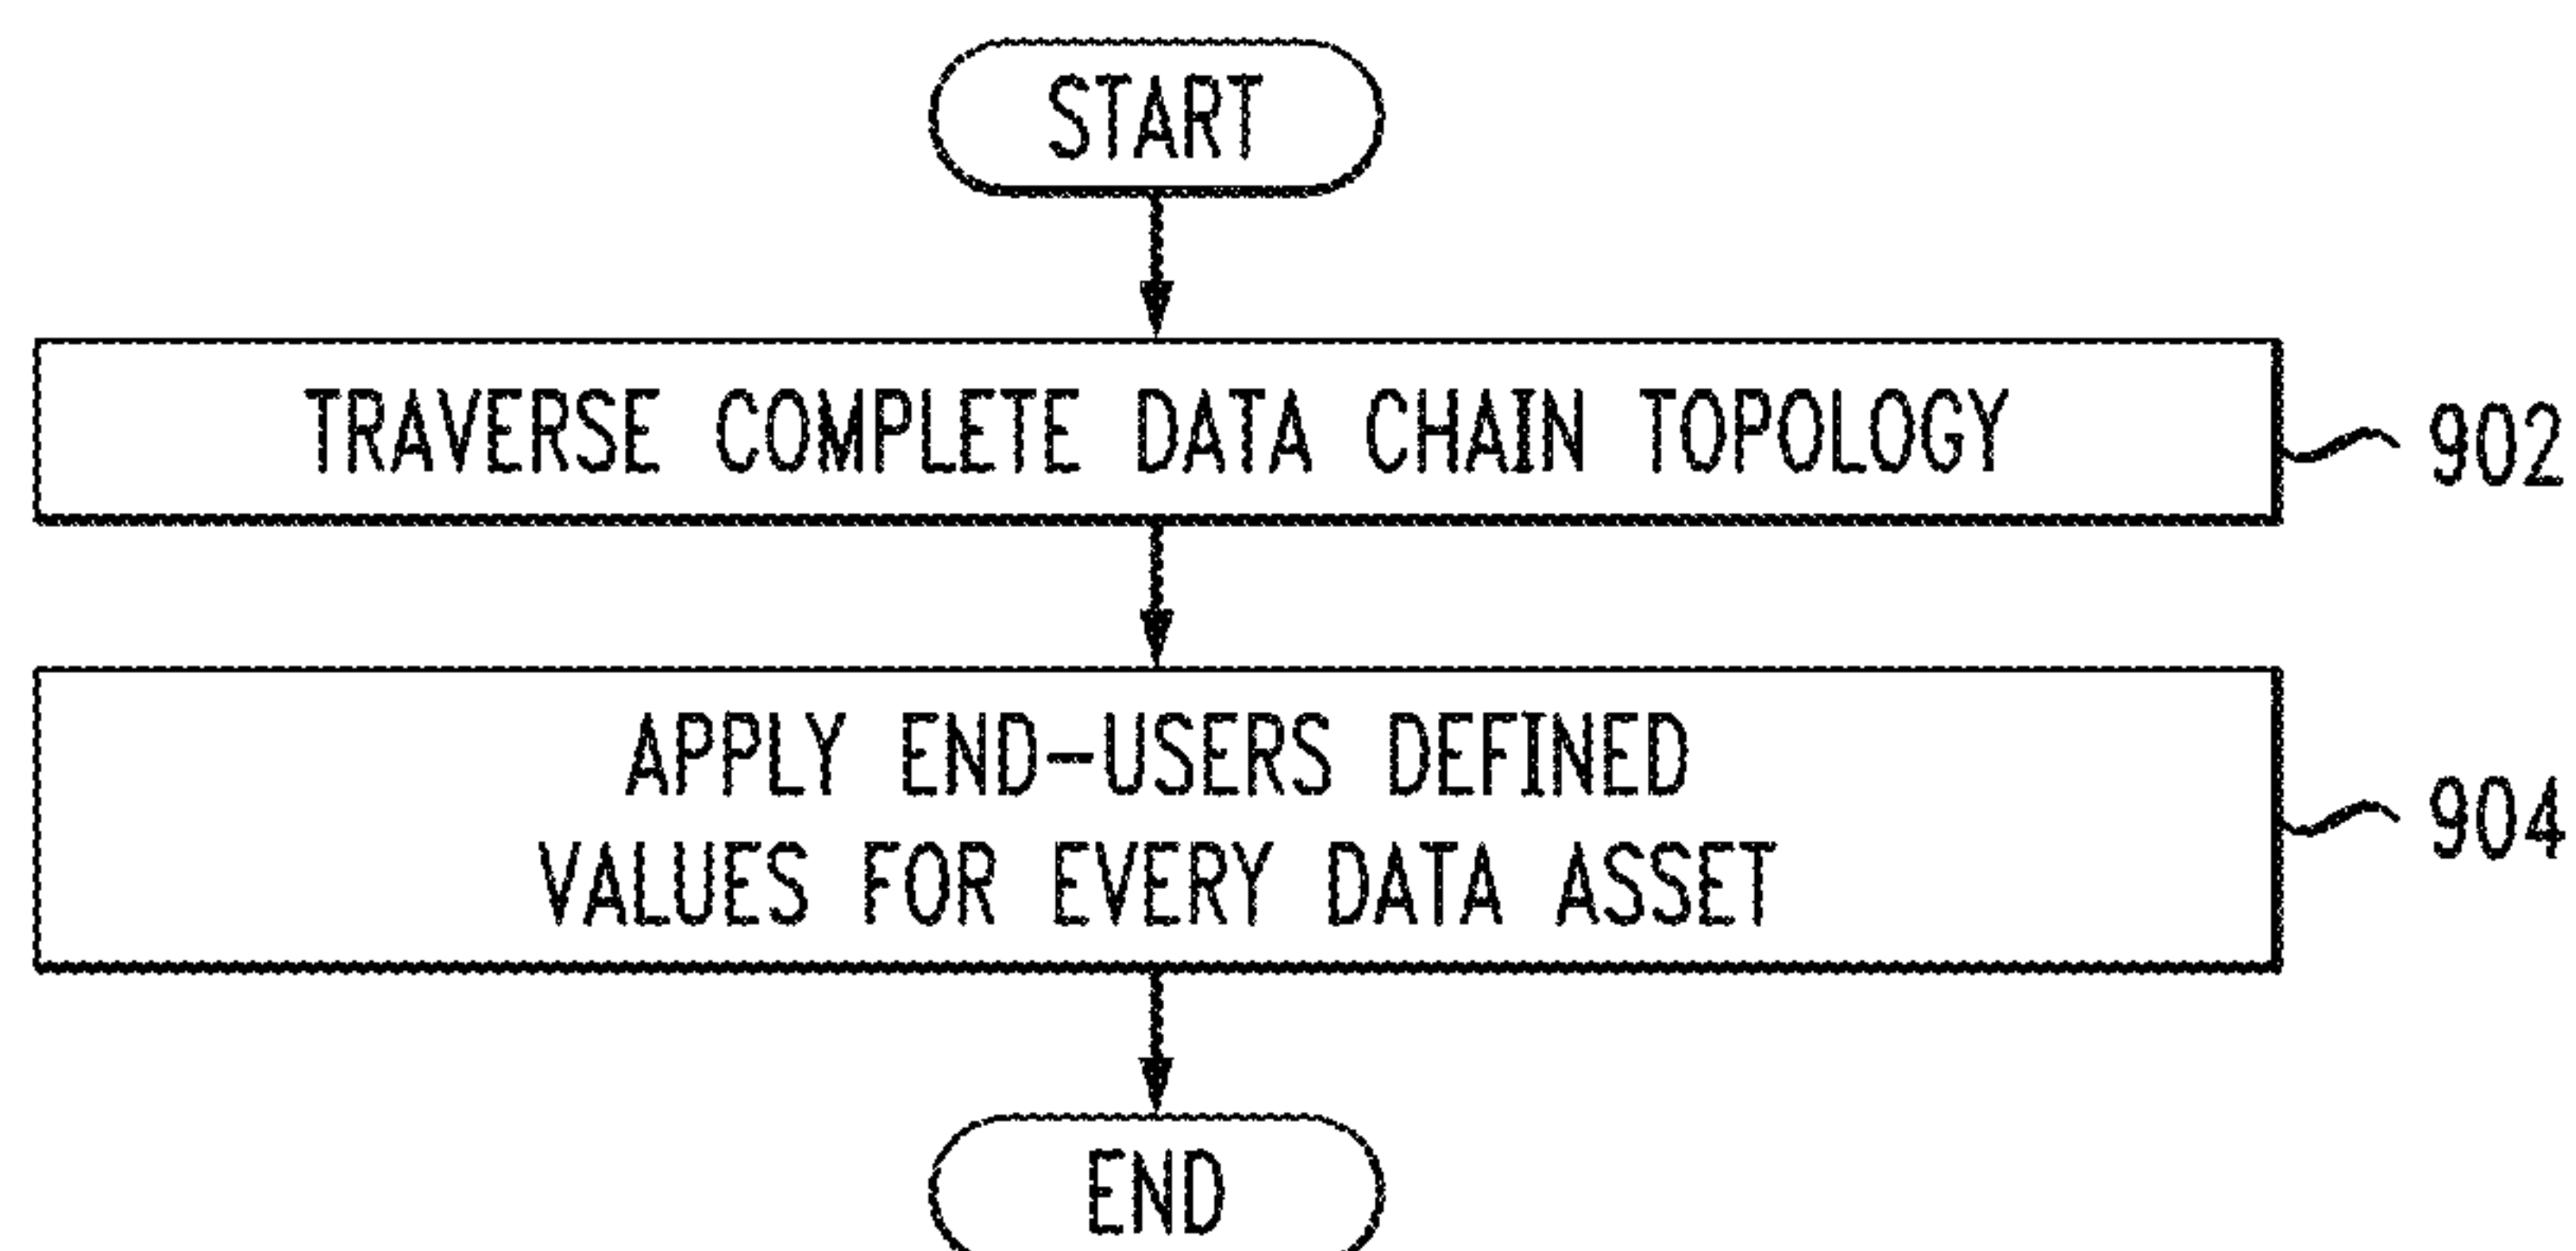 START
TRAVERSE COMPLETE DATA CHAIN TOPOLOGY
902
APPLY END-USERS DEFINED
VALUES FOR EVERY DATA ASSET
904
END